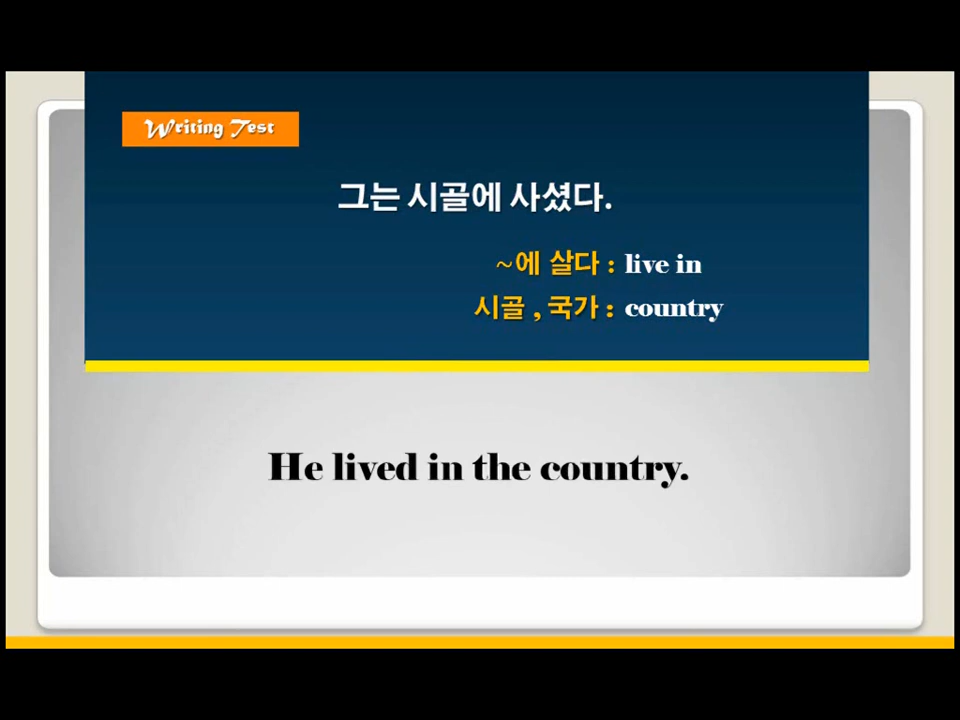 Writing Test
그는 시골에 사셨다.
~에 살다 : live in
시골 , 국가 : country
He lived in the country.